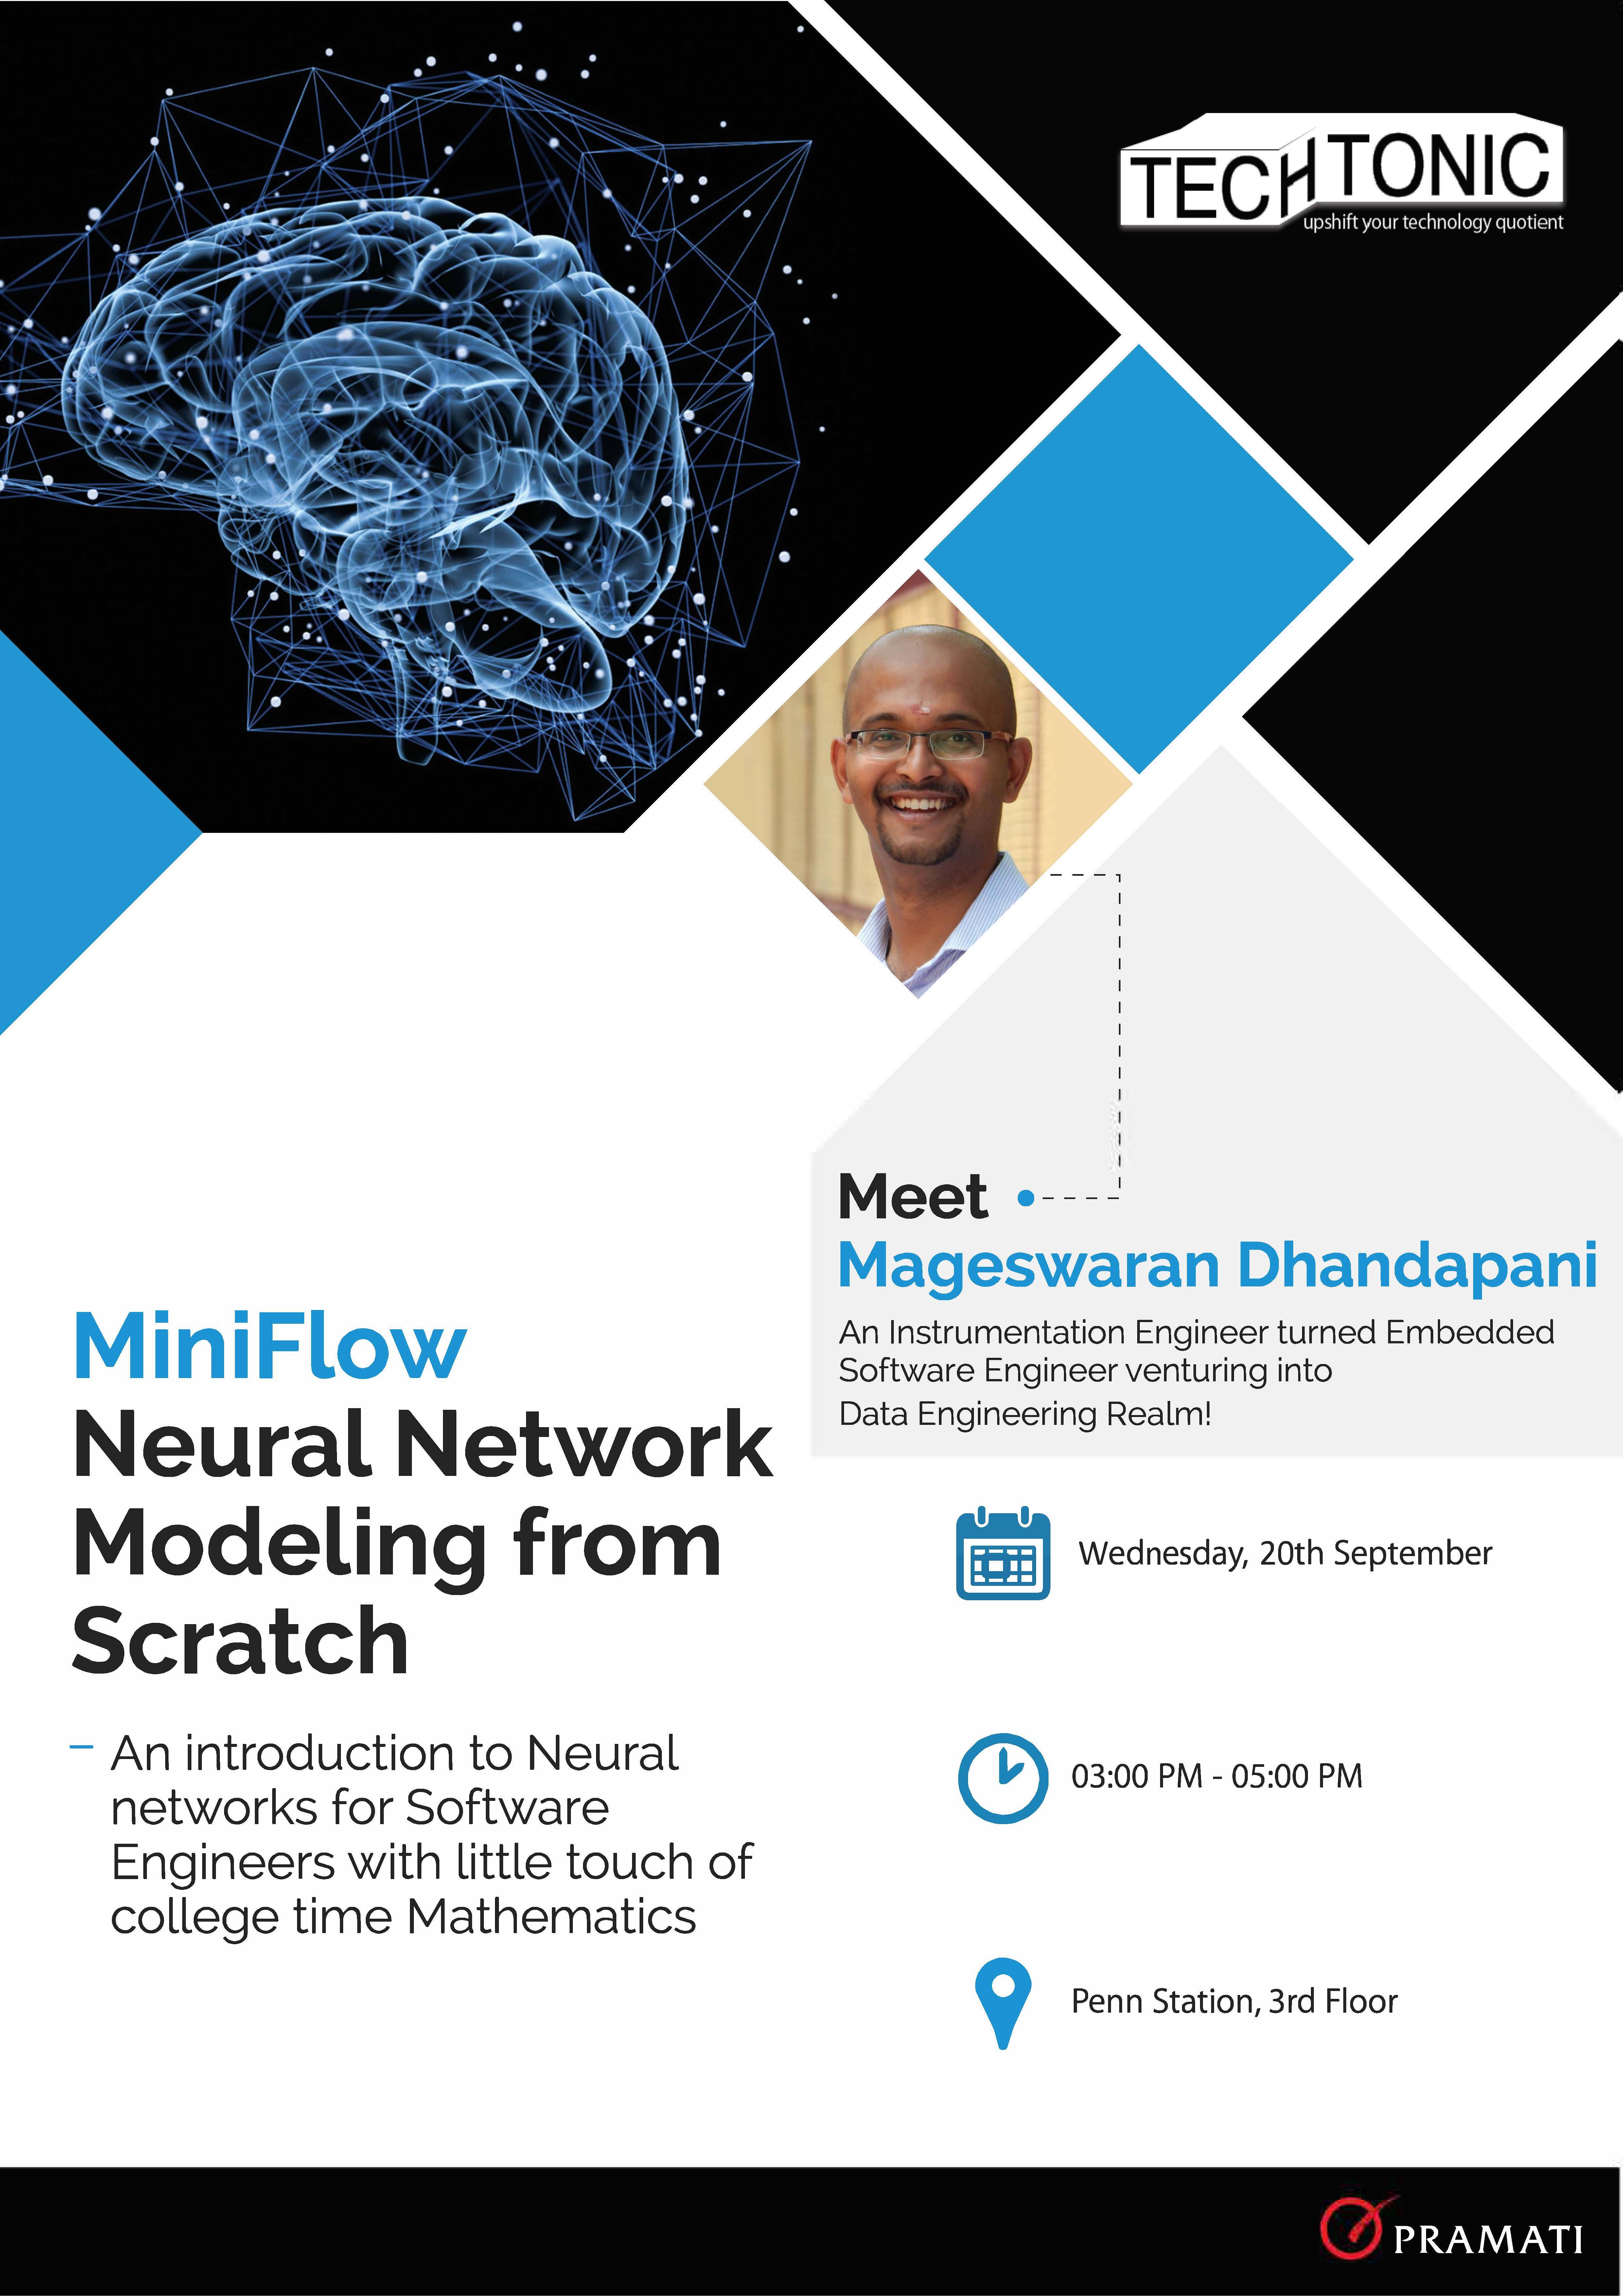 TECHTONIC
upshift your technology quotient
Meet
Mageswaran Dhandapani
An Instrumentation Engineer turned Embedded
Software Engineer venturing into
Data Engineering Realm!
MiniFlow
Neural Network
Modeling from
Scratch
– An introduction to Neural
networks for Software
Engineers with little touch of
college time Mathematics
Wednesday, 20th September
03:00 PM - 05:00 PM
Penn Station, 3rd Floor
PRAMATI